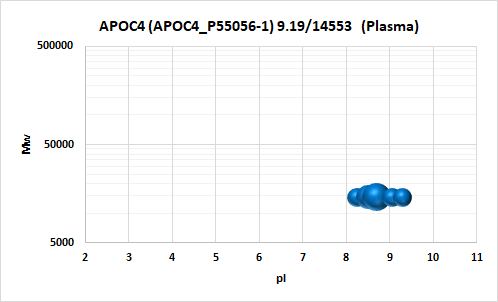 APOC4 (APOC4_P55056-1) 9.19/14553 (Plasma)
500000
50000
5000
Mw
2 3 4 5 6 7 8 9 10 11
pI